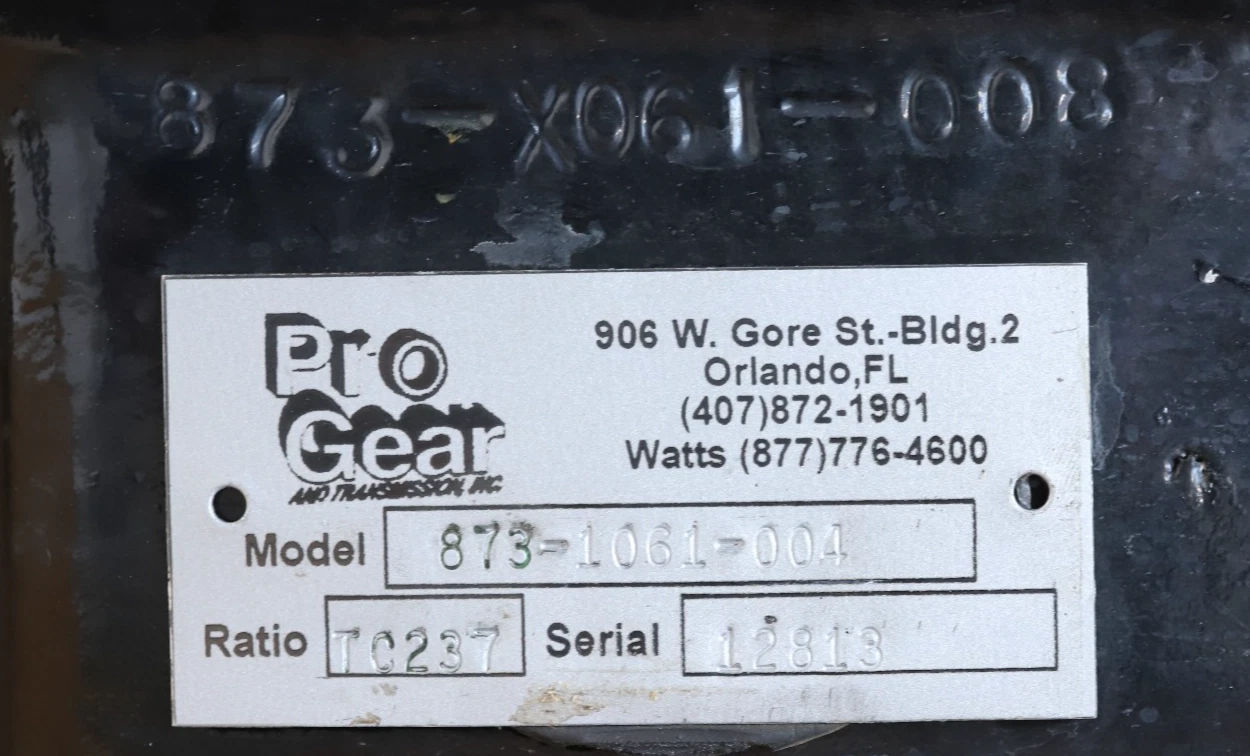 873-X061-008
Pro
Gear
AND TRANSMISSION, INC.
906 W. Gore St.-Bldg.2
Orlando,FL
(407)872-1901
Watts (877)776-4600
Model 873-1061-004
Ratio TC237 Serial 12813